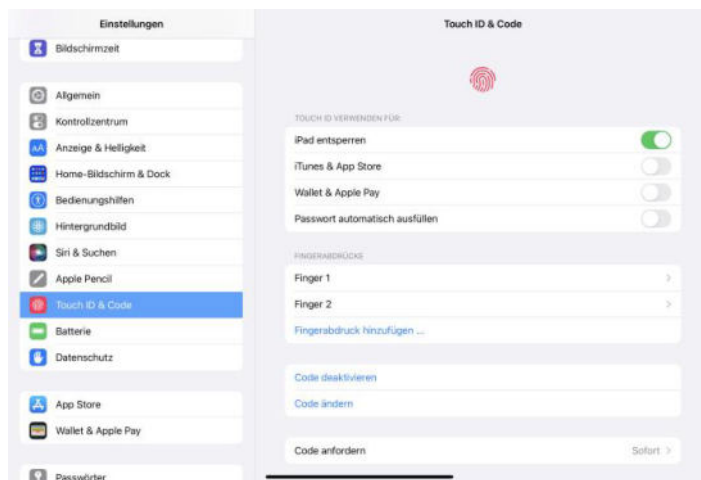 Einstellungen
Bildschirmzeit
Allgemein
Kontrollzentrum
Anzeige & Helligkeit
Home-Bildschirm & Dock
Bedienungshilfen
Hintergrundbild
Siri & Suchen
Apple Pencil
Touch ID & Code
Batterie
Datenschutz
App Store
Wallet & Apple Pay
Passwörter
Touch ID & Code
TOUCH ID VERWENDEN FÜR:
iPad entsperren
iTunes & App Store
Wallet & Apple Pay
Passwort automatisch ausfüllen
FINGERABDRÜCKE
Finger 1
Finger 2
Fingerabdruck hinzufügen ...
Code deaktivieren
Code ändern
Code anfordern Sofort